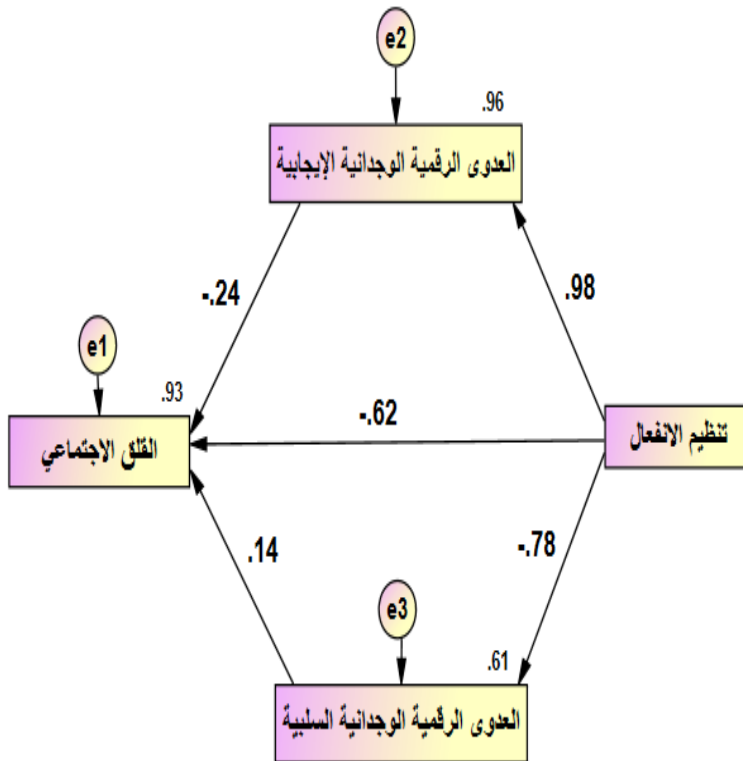 e2
.96
العدوى الرقمية الوجدانية الإيجابية
-.24
.98
e1
.93
-.62
القلق الاجتماعي
تنظيم الانفعال
.14
-.78
e3
.61
العدوى الرقمية الوجدانية السلبية